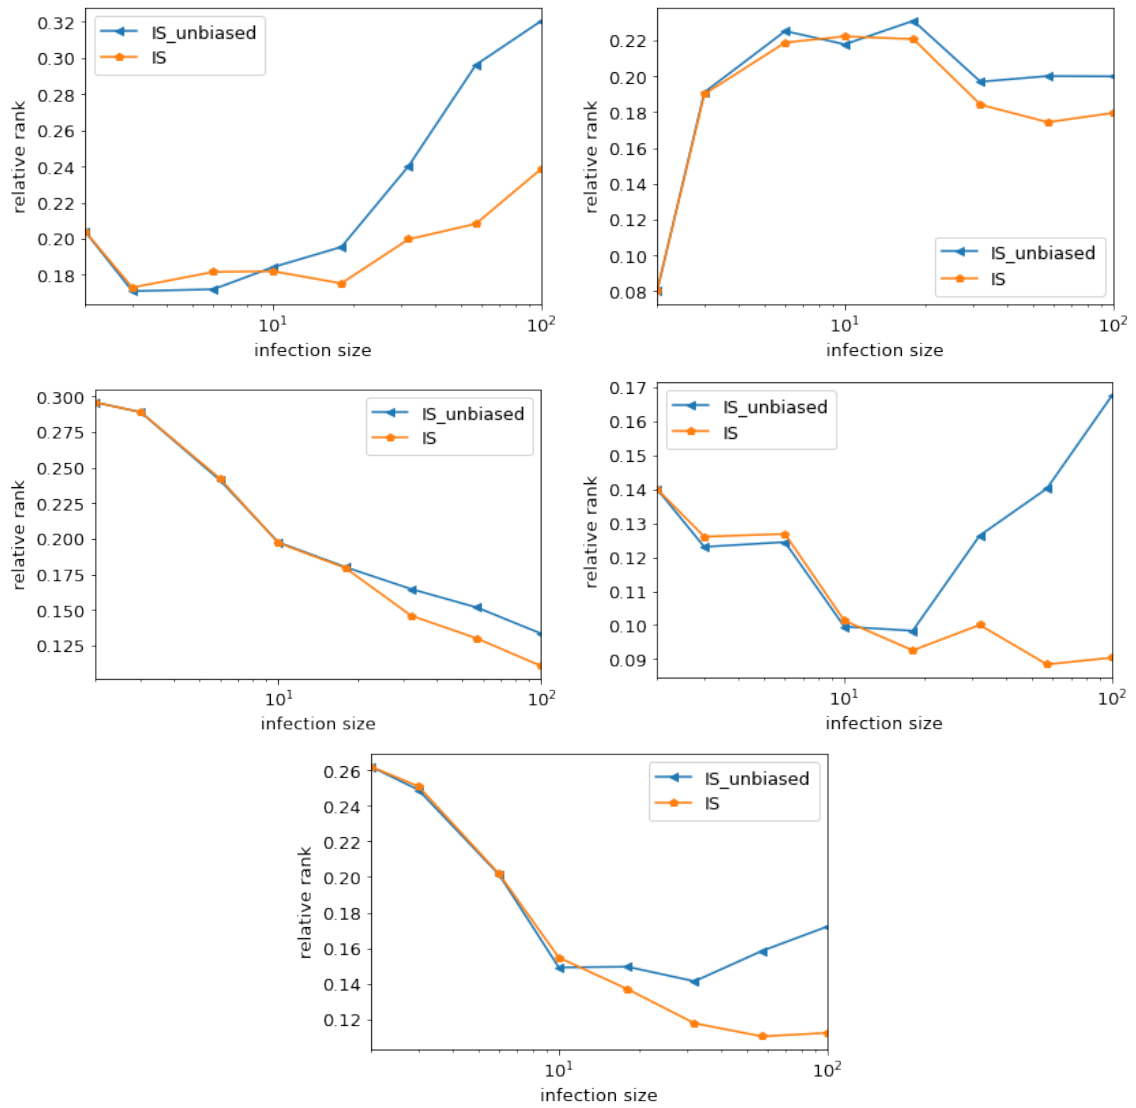 0.32
0.30
0.28
0.26
0.24
0.22
0.20
0.18
relative rank
IS_unbiased
IS
10¹
10²
infection size
0.22
0.20
0.18
0.16
0.14
0.12
0.10
0.08
relative rank
IS_unbiased
IS
10¹
10²
infection size
0.300
0.275
0.250
0.225
0.200
0.175
0.150
0.125
relative rank
IS_unbiased
IS
10¹
10²
infection size
0.17
0.16
0.15
0.14
0.13
0.12
0.11
0.10
0.09
relative rank
IS_unbiased
IS
10¹
10²
infection size
0.26
0.24
0.22
0.20
0.18
0.16
0.14
0.12
relative rank
IS_unbiased
IS
10¹
10²
infection size